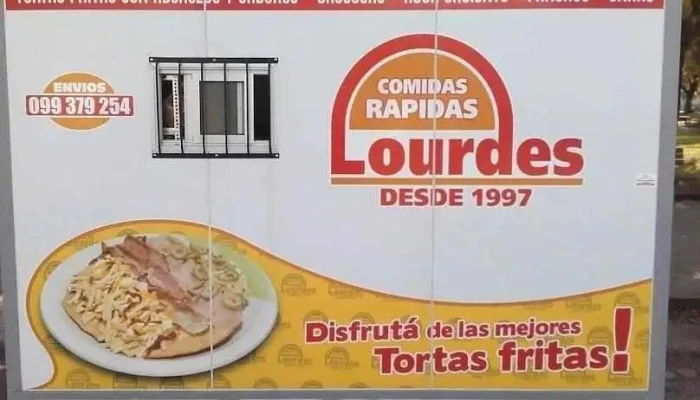 ENVIOS
099 379 254
COMIDAS
RAPIDAS
Lourdes
DESDE 1997
Disfrutá de las mejores
Tortas fritas!